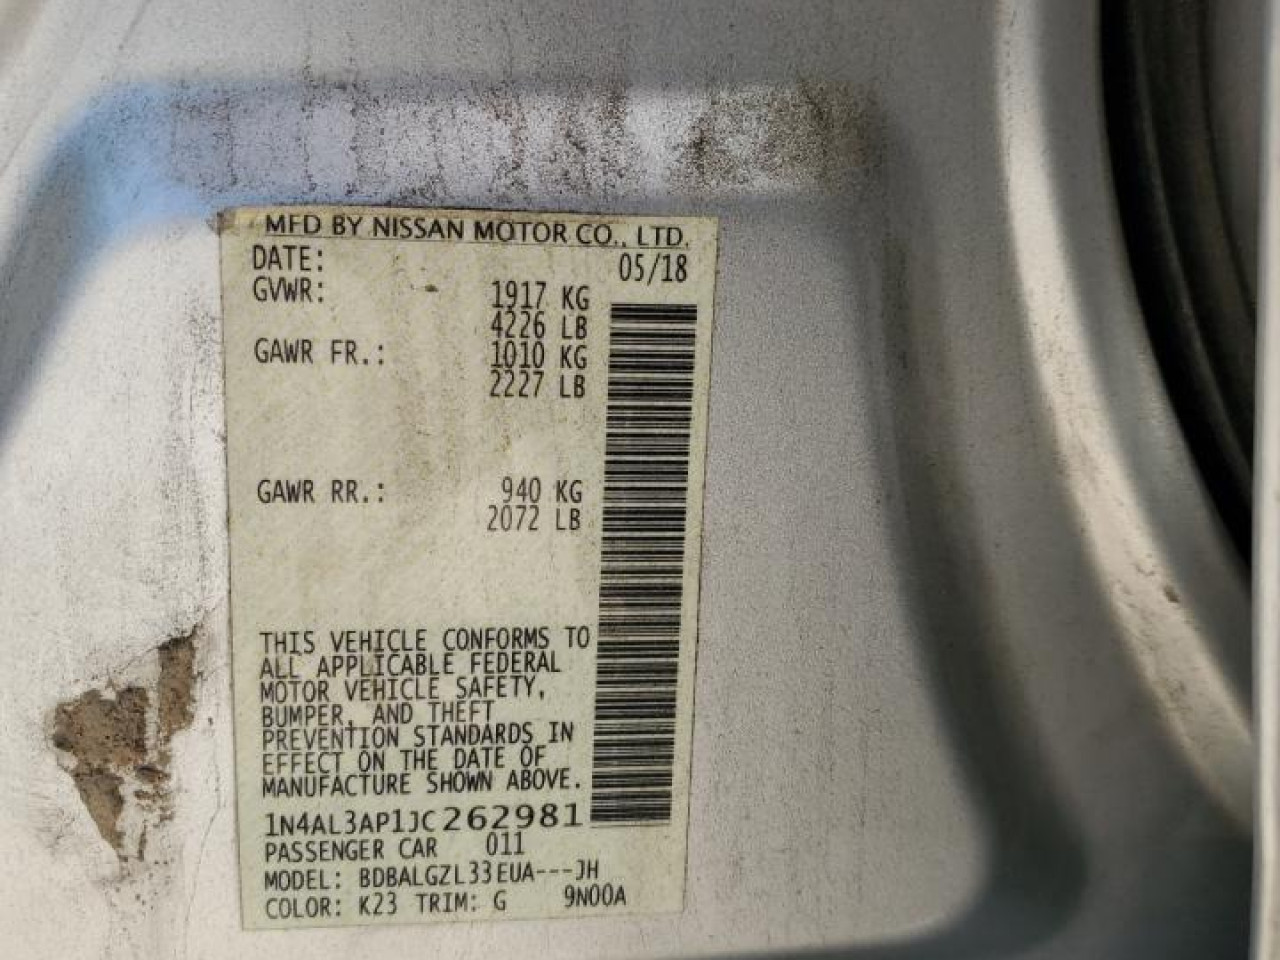 MFD BY NISSAN MOTOR CO., LTD.
DATE: 05/18
GVWR: 1917 KG
4226 LB
GAWR FR.: 1010 KG
2227 LB
GAWR RR.: 940 KG
2072 LB
THIS VEHICLE CONFORMS TO
ALL APPLICABLE FEDERAL
MOTOR VEHICLE SAFETY,
BUMPER, AND THEFT
PREVENTION STANDARDS IN
EFFECT ON THE DATE OF
MANUFACTURE SHOWN ABOVE.
1N4AL3AP1JC262981
PASSENGER CAR 011
MODEL: BDBALGZL33EUA---JH
COLOR: K23 TRIM: G 9N00A